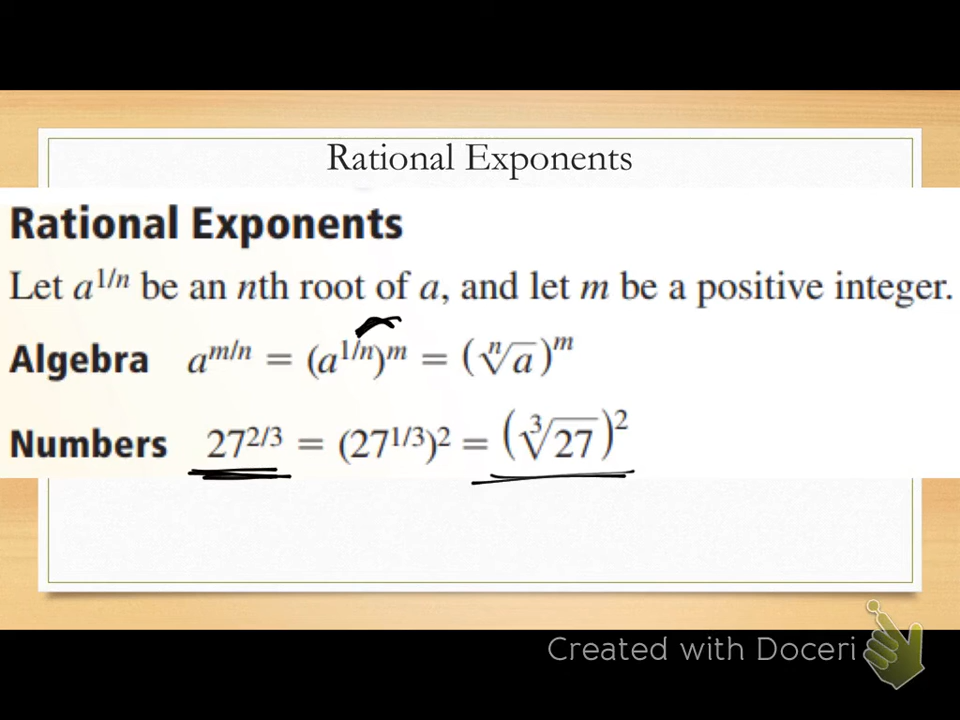 Rational Exponents
Rational Exponents
Let a^{1/n} be an nth root of a, and let m be a positive integer.
Algebra a^{m/n} = (a^{1/n})^m = (ⁿ√a)^m
Numbers 27^{2/3} = (27^{1/3})^2 = (³√27)^2
Created with Doceri